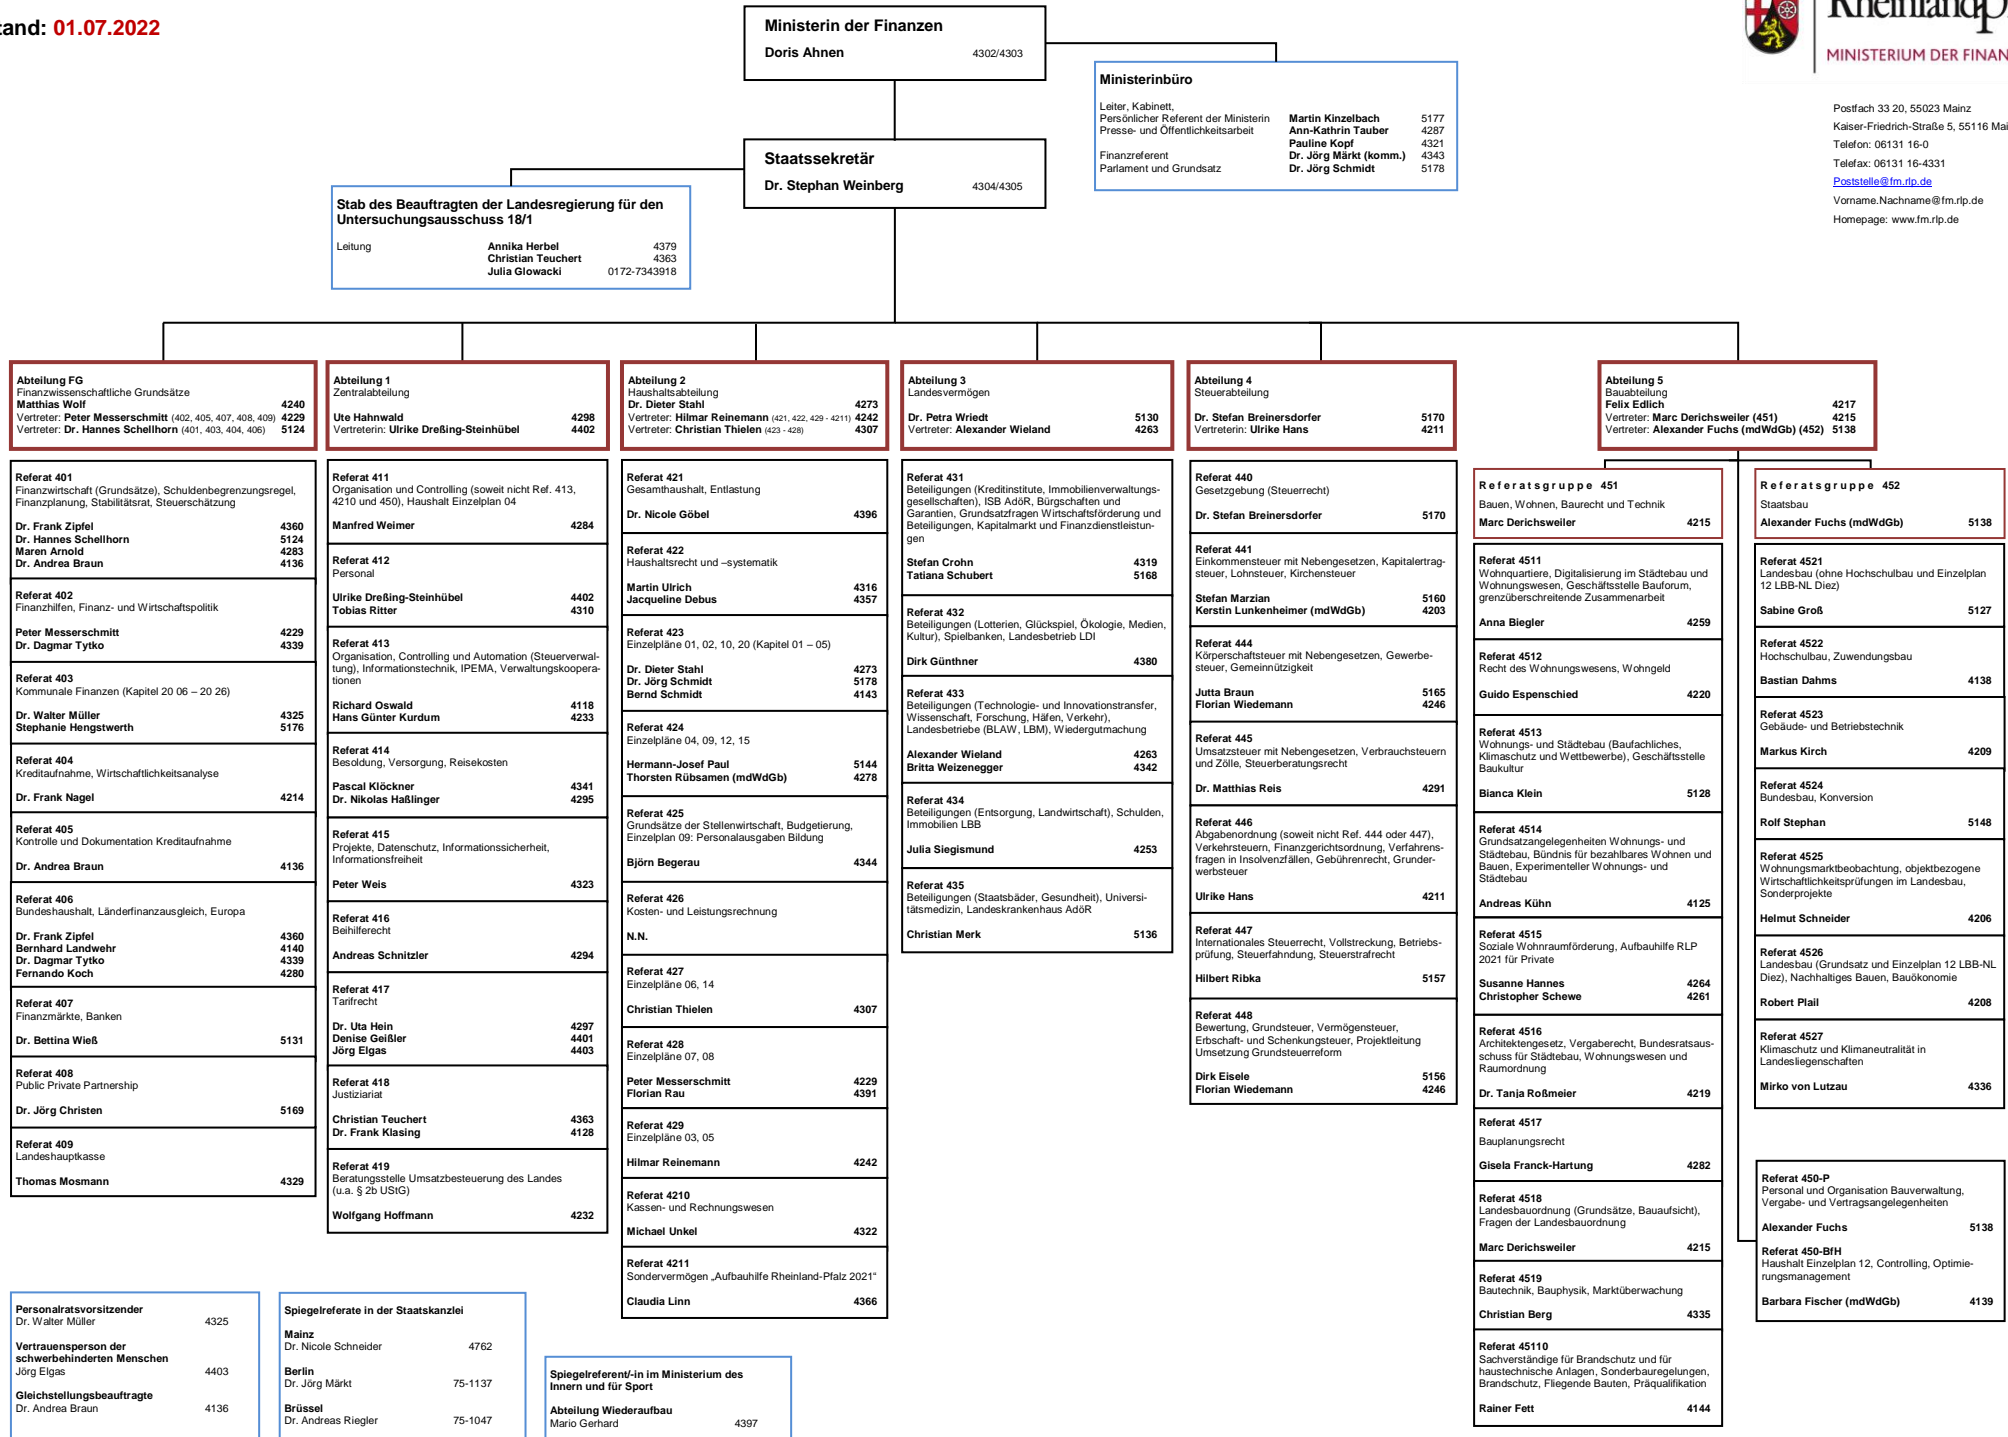 Stand: 01.07.2022
Ministerin der Finanzen
Doris Ahnen 4302/4303
MINISTERIUM DER FINAN
Ministerinbüro
Leiter, Kabinett,
Persönlicher Referent der Ministerin Martin Kinzelbach 5177
Presse- und Öffentlichkeitsarbeit Ann-Kathrin Tauber 4287
Pauline Kopf 4321
Finanzreferent Dr. Jörg Märkt (komm.) 4343
Parlament und Grundsatz Dr. Jörg Schmidt 5178
Postfach 33 20, 55023 Mainz
Kaiser-Friedrich-Straße 5, 55116 Mai
Telefon: 06131 16-0
Telefax: 06131 16-4331
Poststelle@fm.rlp.de
Vorname.Nachname@fm.rlp.de
Homepage: www.fm.rlp.de
Staatssekretär
Dr. Stephan Weinberg 4304/4305
Stab des Beauftragten der Landesregierung für den
Untersuchungsausschuss 18/1
Leitung Annika Herbel 4379
Christian Teuchert 4363
Julia Glowacki 0172-7343918
Abteilung FG
Finanzwissenschaftliche Grundsätze
Matthias Wolf 4240
Vertreter: Peter Messerschmitt (402, 405, 407, 408, 409) 4229
Vertreter: Dr. Hannes Schellhorn (401, 403, 404, 406) 5124
Referat 401
Finanzwirtschaft (Grundsätze), Schuldenbegrenzungsregel,
Finanzplanung, Stabilitätsrat, Steuerschätzung
Dr. Frank Zipfel 4360
Dr. Hannes Schellhorn 5124
Maren Arnold 4283
Dr. Andrea Braun 4136
Referat 402
Finanzhilfen, Finanz- und Wirtschaftspolitik
Peter Messerschmitt 4229
Dr. Dagmar Tytko 4339
Referat 403
Kommunale Finanzen (Kapitel 20 06 – 20 26)
Dr. Walter Müller 4325
Stephanie Hengstwerth 5176
Referat 404
Kreditaufnahme, Wirtschaftlichkeitsanalyse
Dr. Frank Nagel 4214
Referat 405
Kontrolle und Dokumentation Kreditaufnahme
Dr. Andrea Braun 4136
Referat 406
Bundeshaushalt, Länderfinanzausgleich, Europa
Dr. Frank Zipfel 4360
Bernhard Landwehr 4140
Dr. Dagmar Tytko 4339
Fernando Koch 4280
Referat 407
Finanzmärkte, Banken
Dr. Bettina Wieß 5131
Referat 408
Public Private Partnership
Dr. Jörg Christen 5169
Referat 409
Landeshauptkasse
Thomas Mosmann 4329
Abteilung 1
Zentralabteilung
Ute Hahnwald 4298
Vertreterin: Ulrike Dreßing-Steinhübel 4402
Referat 411
Organisation und Controlling (soweit nicht Ref. 413,
4210 und 450), Haushalt Einzelplan 04
Manfred Weimer 4284
Referat 412
Personal
Ulrike Dreßing-Steinhübel 4402
Tobias Ritter 4310
Referat 413
Organisation, Controlling und Automation (Steuerverwal-
tung), Informationstechnik, IPEMA, Verwaltungskoopera-
tionen
Richard Oswald 4118
Hans Günter Kurdum 4233
Referat 414
Besoldung, Versorgung, Reisekosten
Pascal Klöckner 4341
Dr. Nikolas Haßlinger 4295
Referat 415
Projekte, Datenschutz, Informationssicherheit,
Informationsfreiheit
Peter Weis 4323
Referat 416
Beihilferecht
Andreas Schnitzler 4294
Referat 417
Tarifrecht
Dr. Uta Hein 4297
Denise Geißler 4401
Jörg Elgas 4403
Referat 418
Justiziariat
Christian Teuchert 4363
Dr. Frank Klasing 4128
Referat 419
Beratungsstelle Umsatzbesteuerung des Landes
(u.a. § 2b UStG)
Wolfgang Hoffmann 4232
Abteilung 2
Haushaltsabteilung
Dr. Dieter Stahl 4273
Vertreter: Hilmar Reinemann (421, 422, 429 - 4211) 4242
Vertreter: Christian Thielen (423 - 428) 4307
Referat 421
Gesamthaushalt, Entlastung
Dr. Nicole Göbel 4396
Referat 422
Haushaltsrecht und –systematik
Martin Ulrich 4316
Jacqueline Debus 4357
Referat 423
Einzelpläne 01, 02, 10, 20 (Kapitel 01 – 05)
Dr. Dieter Stahl 4273
Dr. Jörg Schmidt 5178
Bernd Schmidt 4143
Referat 424
Einzelpläne 04, 09, 12, 15
Hermann-Josef Paul 5144
Thorsten Rübsamen (mdWdGb) 4278
Referat 425
Grundsätze der Stellenwirtschaft, Budgetierung,
Einzelplan 09: Personalausgaben Bildung
Björn Begerau 4344
Referat 426
Kosten- und Leistungsrechnung
N.N.
Referat 427
Einzelpläne 06, 14
Christian Thielen 4307
Referat 428
Einzelpläne 07, 08
Peter Messerschmitt 4229
Florian Rau 4391
Referat 429
Einzelpläne 03, 05
Hilmar Reinemann 4242
Referat 4210
Kassen- und Rechnungswesen
Michael Unkel 4322
Referat 4211
Sondervermögen „Aufbauhilfe Rheinland-Pfalz 2021“
Claudia Linn 4366
Abteilung 3
Landesvermögen
Dr. Petra Wriedt 5130
Vertreter: Alexander Wieland 4263
Referat 431
Beteiligungen (Kreditinstitute, Immobilienverwaltungs-
gesellschaften), ISB AdöR, Bürgschaften und
Garantien, Grundsatzfragen Wirtschaftsförderung und
Beteiligungen, Kapitalmarkt und Finanzdienstleistun-
gen
Stefan Crohn 4319
Tatiana Schubert 5168
Referat 432
Beteiligungen (Lotterien, Glückspiel, Ökologie, Medien,
Kultur), Spielbanken, Landesbetrieb LDI
Dirk Günthner 4380
Referat 433
Beteiligungen (Technologie- und Innovationstransfer,
Wissenschaft, Forschung, Häfen, Verkehr),
Landesbetriebe (BLAW, LBM), Wiedergutmachung
Alexander Wieland 4263
Britta Weizenegger 4342
Referat 434
Beteiligungen (Entsorgung, Landwirtschaft), Schulden,
Immobilien LBB
Julia Siegismund 4253
Referat 435
Beteiligungen (Staatsbäder, Gesundheit), Universi-
tätsmedizin, Landeskrankenhaus AdöR
Christian Merk 5136
Abteilung 4
Steuerabteilung
Dr. Stefan Breinersdorfer 5170
Vertreterin: Ulrike Hans 4211
Referat 440
Gesetzgebung (Steuerrecht)
Dr. Stefan Breinersdorfer 5170
Referat 441
Einkommensteuer mit Nebengesetzen, Kapitalertrag-
steuer, Lohnsteuer, Kirchensteuer
Stefan Marzian 5160
Kerstin Lunkenheimer (mdWdGb) 4203
Referat 444
Körperschaftsteuer mit Nebengesetzen, Gewerbe-
steuer, Gemeinnützigkeit
Jutta Braun 5165
Florian Wiedemann 4246
Referat 445
Umsatzsteuer mit Nebengesetzen, Verbrauchsteuern
und Zölle, Steuerberatungsrecht
Dr. Matthias Reis 4291
Referat 446
Abgabenordnung (soweit nicht Ref. 444 oder 447),
Verkehrsteuern, Finanzgerichtsordnung, Verfahrens-
fragen in Insolvenzfällen, Gebührenrecht, Grunder-
werbsteuer
Ulrike Hans 4211
Referat 447
Internationales Steuerrecht, Vollstreckung, Betriebs-
prüfung, Steuerfahndung, Steuerstrafrecht
Hilbert Ribka 5157
Referat 448
Bewertung, Grundsteuer, Vermögensteuer,
Erbschaft- und Schenkungsteuer, Projektleitung
Umsetzung Grundsteuerreform
Dirk Eisele 5156
Florian Wiedemann 4246
Abteilung 5
Bauabteilung
Felix Edlich 4217
Vertreter: Marc Derichsweiler (451) 4215
Vertreter: Alexander Fuchs (mdWdGb) (452) 5138
Referatsgruppe 451
Bauen, Wohnen, Baurecht und Technik
Marc Derichsweiler 4215
Referat 4511
Wohnquartiere, Digitalisierung im Städtebau und
Wohnungswesen, Geschäftsstelle Bauforum,
grenzüberschreitende Zusammenarbeit
Anna Biegler 4259
Referat 4512
Recht des Wohnungswesens, Wohngeld
Guido Espenschied 4220
Referat 4513
Wohnungs- und Städtebau (Baufachliches,
Klimaschutz und Wettbewerbe), Geschäftsstelle
Baukultur
Bianca Klein 5128
Referat 4514
Grundsatzangelegenheiten Wohnungs- und
Städtebau, Bündnis für bezahlbares Wohnen und
Bauen, Experimenteller Wohnungs- und
Städtebau
Andreas Kühn 4125
Referat 4515
Soziale Wohnraumförderung, Aufbauhilfe RLP
2021 für Private
Susanne Hannes 4264
Christopher Schewe 4261
Referat 4516
Architektengesetz, Vergaberecht, Bundesratsaus-
schuss für Städtebau, Wohnungswesen und
Raumordnung
Dr. Tanja Roßmeier 4219
Referat 4517
Bauplanungsrecht
Gisela Franck-Hartung 4282
Referat 4518
Landesbauordnung (Grundsätze, Bauaufsicht),
Fragen der Landesbauordnung
Marc Derichsweiler 4215
Referat 4519
Bautechnik, Bauphysik, Marktüberwachung
Christian Berg 4335
Referat 45110
Sachverständige für Brandschutz und für
haustechnische Anlagen, Sonderbauregelungen,
Brandschutz, Fliegende Bauten, Präqualifikation
Rainer Fett 4144
Referatsgruppe 452
Staatsbau
Alexander Fuchs (mdWdGb) 5138
Referat 4521
Landesbau (ohne Hochschulbau und Einzelplan
12 LBB-NL Diez)
Sabine Groß 5127
Referat 4522
Hochschulbau, Zuwendungsbau
Bastian Dahms 4138
Referat 4523
Gebäude- und Betriebstechnik
Markus Kirch 4209
Referat 4524
Bundesbau, Konversion
Rolf Stephan 5148
Referat 4525
Wohnungsmarktbeobachtung, objektbezogene
Wirtschaftlichkeitsprüfungen im Landesbau,
Sonderprojekte
Helmut Schneider 4206
Referat 4526
Landesbau (Grundsatz und Einzelplan 12 LBB-NL
Diez), Nachhaltiges Bauen, Bauökonomie
Robert Plail 4208
Referat 4527
Klimaschutz und Klimaneutralität in
Landesliegenschaften
Mirko von Lutzau 4336
Referat 450-P
Personal und Organisation Bauverwaltung,
Vergabe- und Vertragsangelegenheiten
Alexander Fuchs 5138
Referat 450-BfH
Haushalt Einzelplan 12, Controlling, Optimie-
rungsmanagement
Barbara Fischer (mdWdGb) 4139
Personalratsvorsitzender
Dr. Walter Müller 4325
Vertrauensperson der
schwerbehinderten Menschen
Jörg Elgas 4403
Gleichstellungsbeauftragte
Dr. Andrea Braun 4136
Spiegelreferate in der Staatskanzlei
Mainz
Dr. Nicole Schneider 4762
Berlin
Dr. Jörg Märkt 75-1137
Brüssel
Dr. Andreas Riegler 75-1047
Spiegelreferent/-in im Ministerium des
Innern und für Sport
Abteilung Wiederaufbau
Mario Gerhard 4397